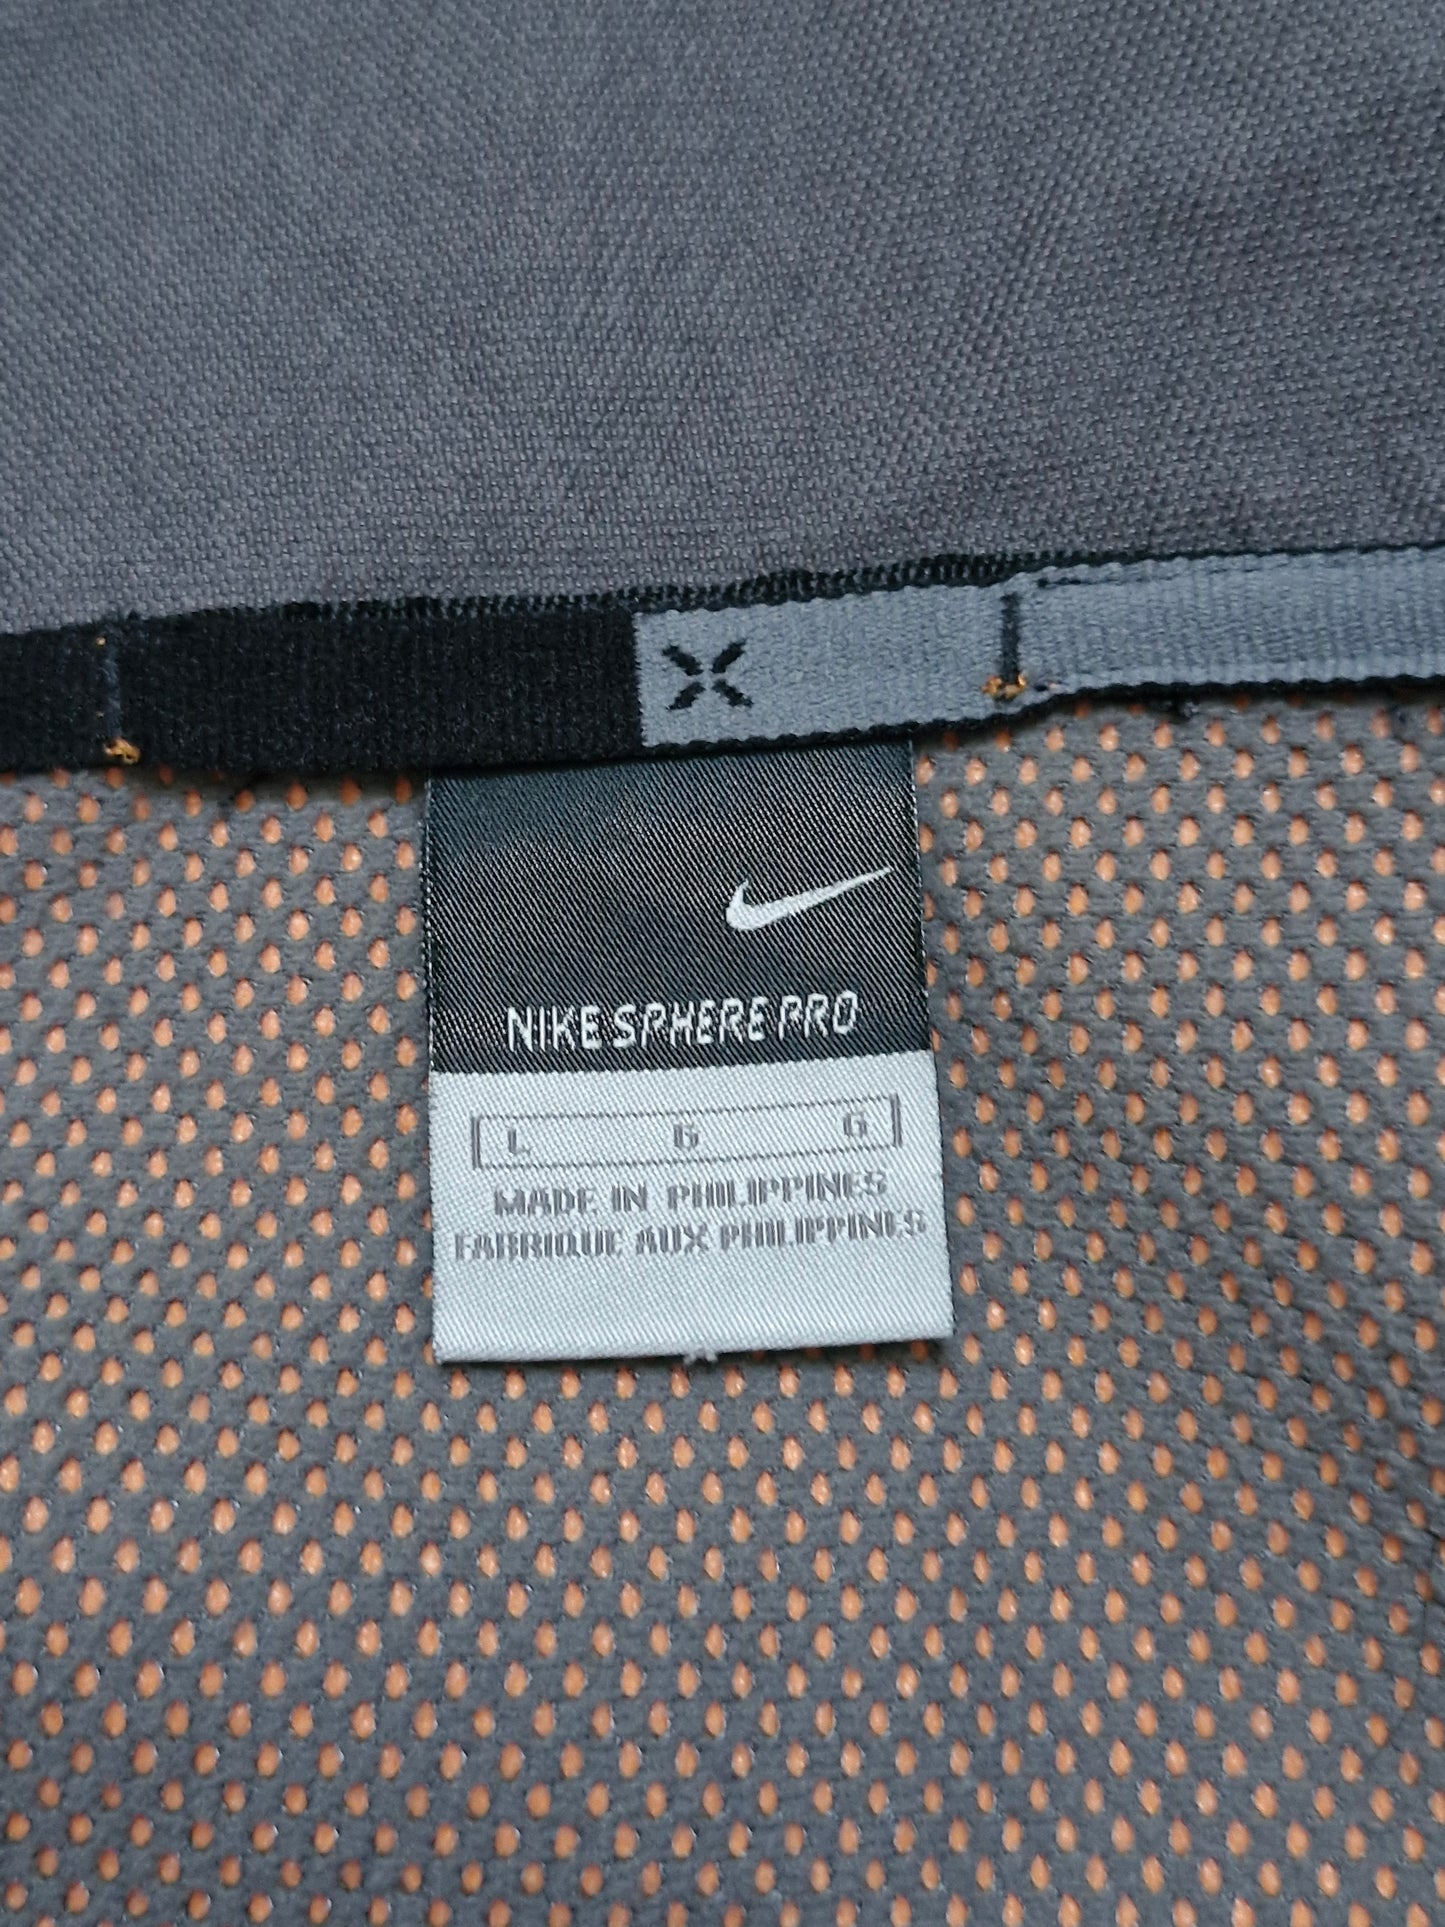 NIKE SPHERE PRO
L G G
MADE IN PHILIPPINES
FABRIQUE AUX PHILIPPINES